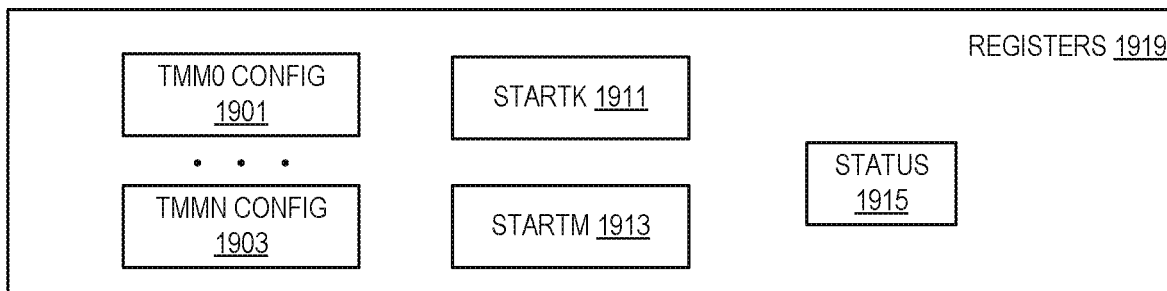 REGISTERS 1919
TMM0 CONFIG
1901
STARTK 1911
• • •
STATUS
1915
TMMN CONFIG
1903
STARTM 1913